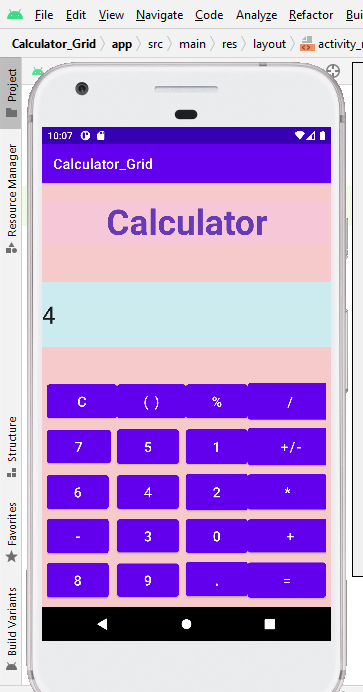 File Edit View Navigate Code Analyze Refactor Build
Calculator_Grid app src main res layout
Project
Resource Manager
Structure
Favorites
Build Variants
10:07
Calculator_Grid
Calculator
4
C ( ) % /
7 5 1 +/-
6 4 2 *
- 3 0 +
8 9 . =